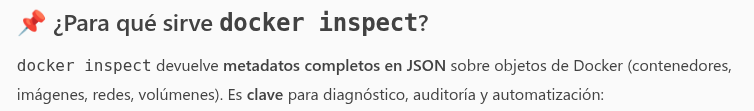 📌 ¿Para qué sirve docker inspect?
docker inspect devuelve metadatos completos en JSON sobre objetos de Docker (contenedores,
imágenes, redes, volúmenes). Es clave para diagnóstico, auditoría y automatización: